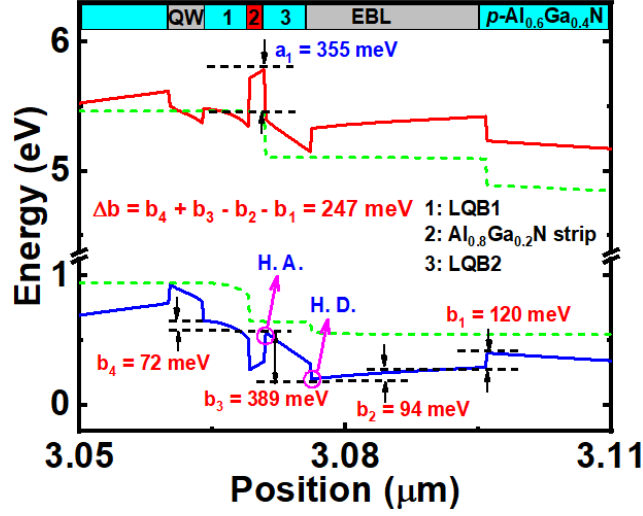 QW 1 2 3 EBL p-Al0.6Ga0.4N
a1 = 355 meV
Δb = b4 + b3 - b2 - b1 = 247 meV
1: LQB1
2: Al0.8Ga0.2N strip
3: LQB2
H. A.
H. D.
b1 = 120 meV
b4 = 72 meV
b3 = 389 meV
b2 = 94 meV
Energy (eV)
6
5
1
0
3.05 3.08 3.11
Position (μm)